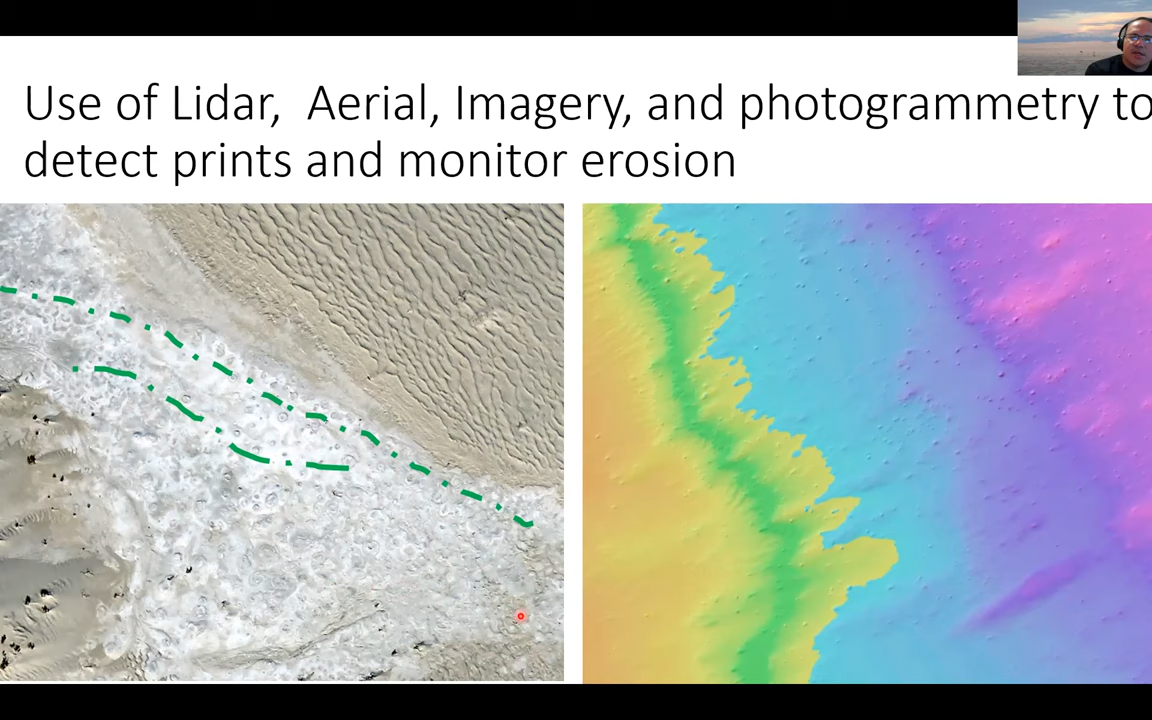 Use of Lidar,  Aerial, Imagery, and photogrammetry to
detect prints and monitor erosion